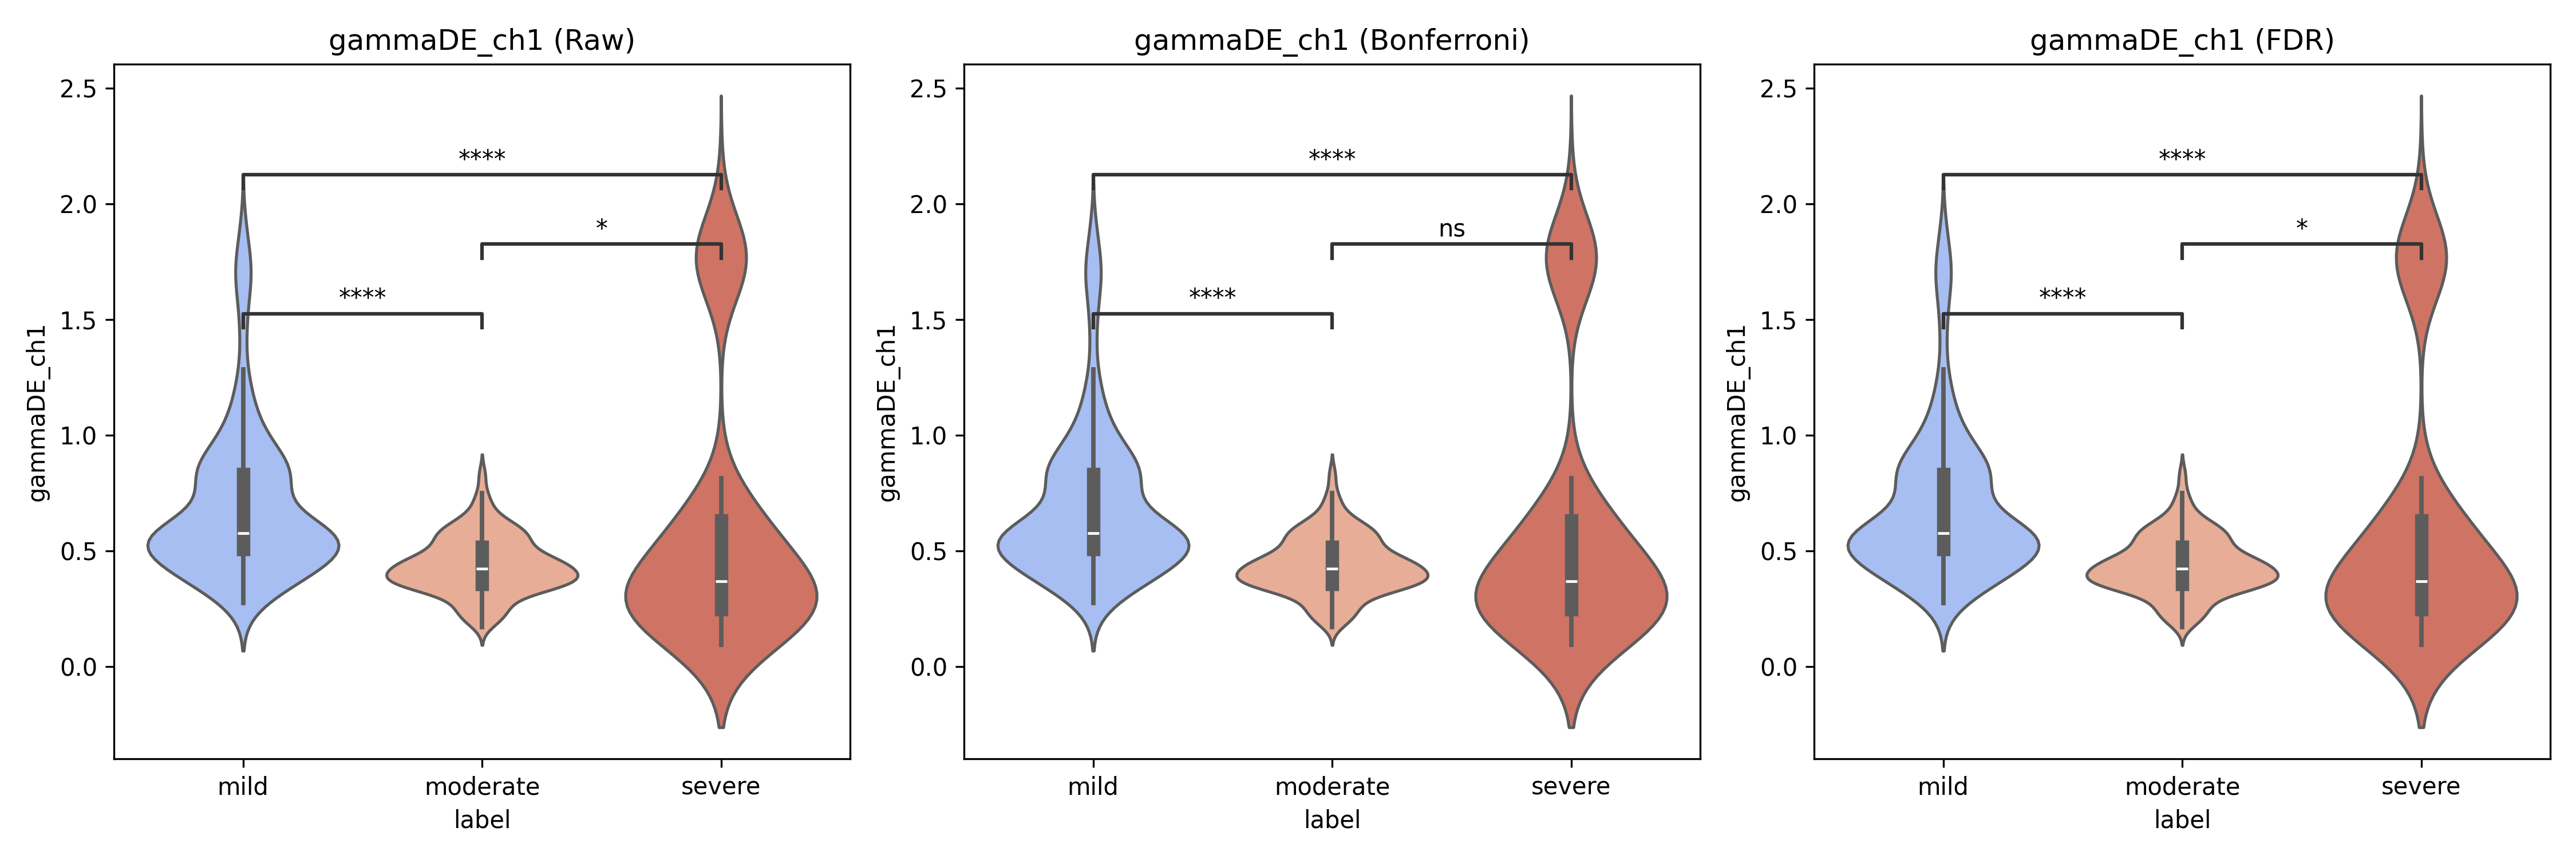 gammaDE_ch1 (Raw)
gammaDE_ch1
2.5
2.0
1.5
1.0
0.5
0.0
****
*
****
mild
moderate
severe
label
gammaDE_ch1 (Bonferroni)
gammaDE_ch1
2.5
2.0
1.5
1.0
0.5
0.0
****
ns
****
mild
moderate
severe
label
gammaDE_ch1 (FDR)
gammaDE_ch1
2.5
2.0
1.5
1.0
0.5
0.0
****
*
****
mild
moderate
severe
label